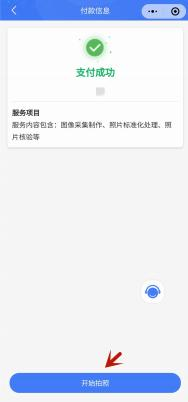 付款信息
支付成功
服务项目
服务内容包含：图像采集制作、照片标准化处理、照
片核验等
开始拍照